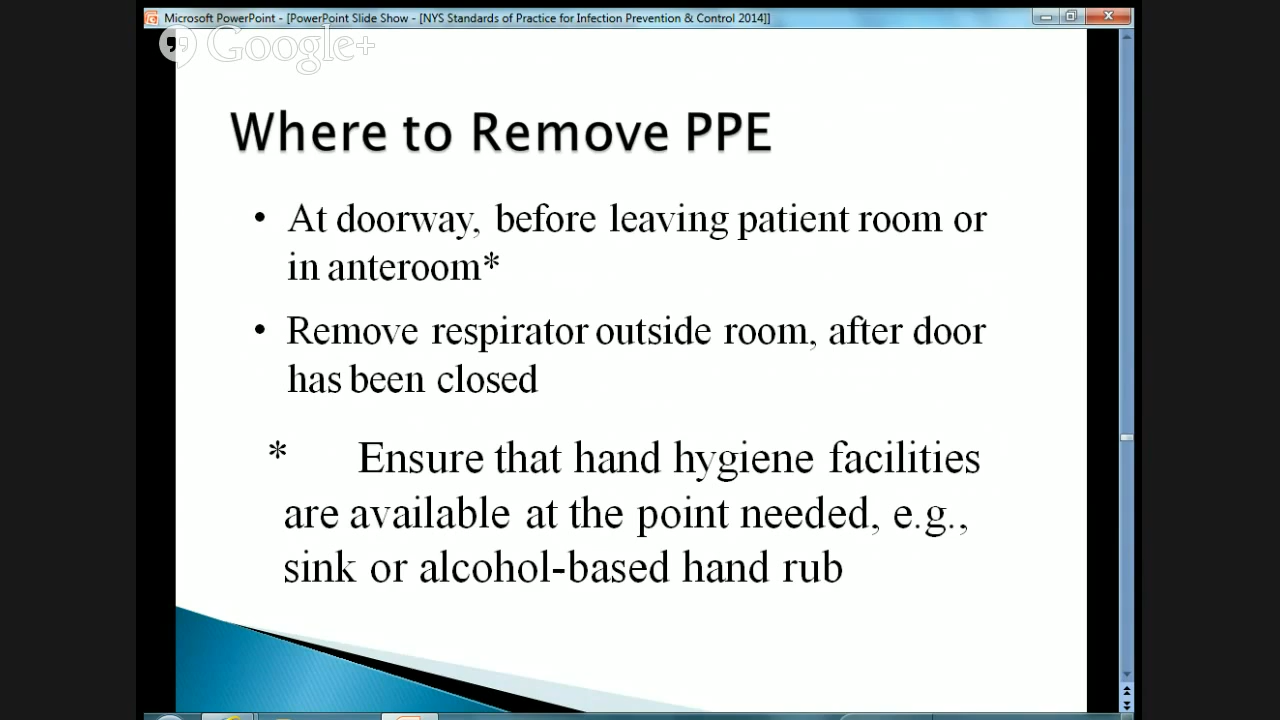 Microsoft PowerPoint - [PowerPoint Slide Show - [NYS Standards of Practice for Infection Prevention & Control 2014]]
Google+
Where to Remove PPE
• At doorway, before leaving patient room or
in anteroom*
• Remove respirator outside room, after door
has been closed
* Ensure that hand hygiene facilities
are available at the point needed, e.g.,
sink or alcohol-based hand rub